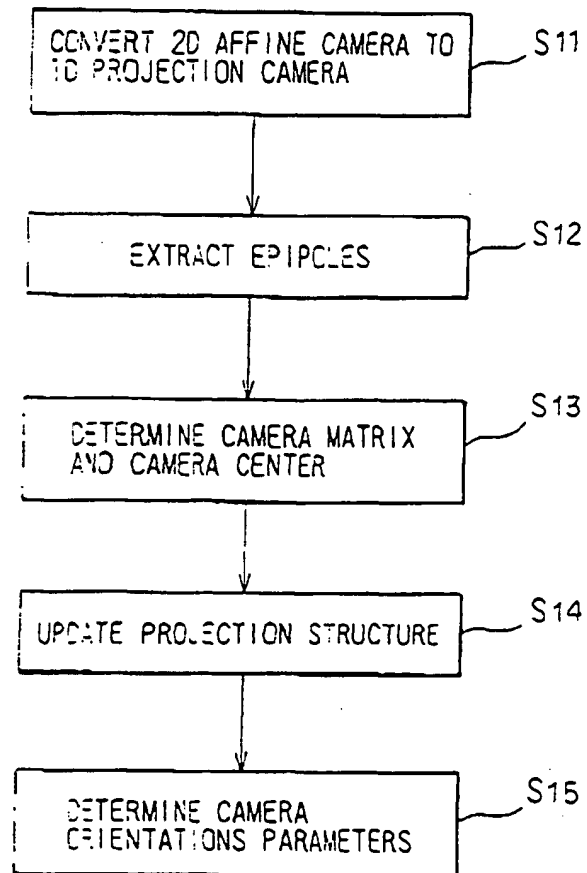 CONVERT 2D AFFINE CAMERA TO
1D PROJECTION CAMERA
S11
EXTRACT EPIPOLES
S12
DETERMINE CAMERA MATRIX
AND CAMERA CENTER
S13
UPDATE PROJECTION STRUCTURE
S14
DETERMINE CAMERA
ORIENTATIONS PARAMETERS
S15